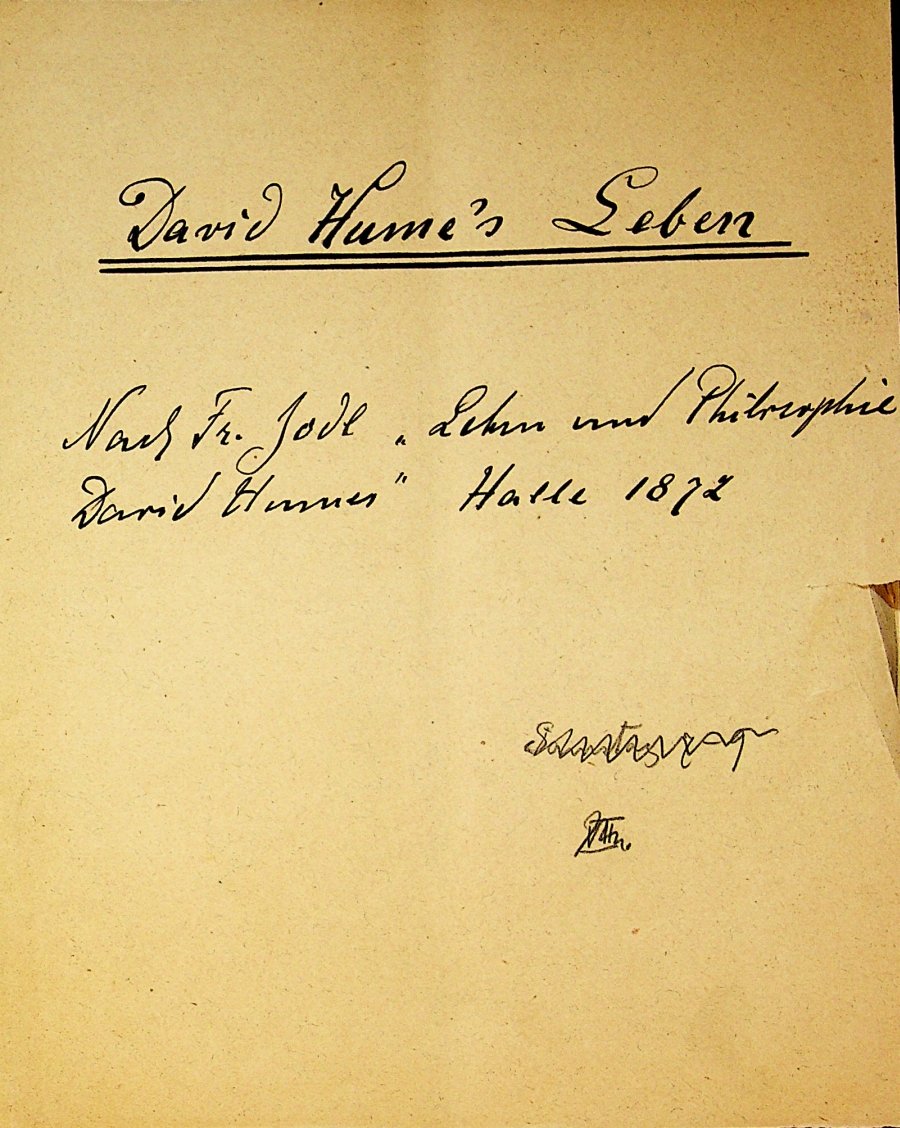 David Hume's Leben
Nach Fr. Jodl „Leben und Philosophie
David Humes" Halle 1872